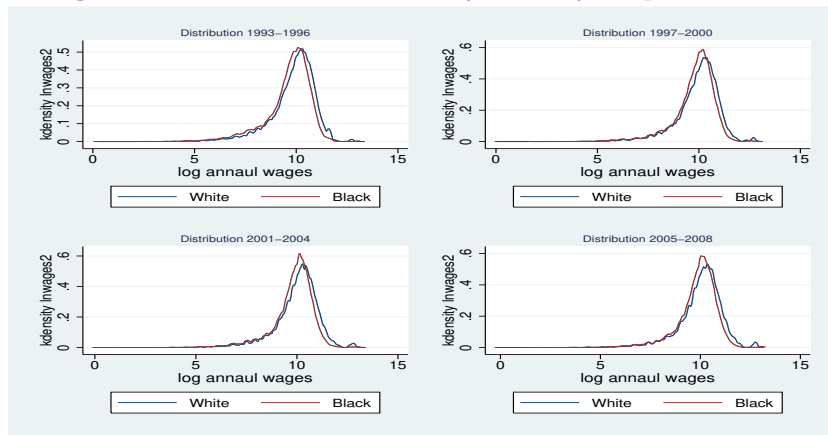 Distribution 1993−1996
kdensity lnwages2
0 .1 .2 .3 .4 .5
0 5 10 15
log annaul wages
White Black
Distribution 1997−2000
kdensity lnwages2
0 .2 .4 .6
0 5 10 15
log annaul wages
White Black
Distribution 2001−2004
kdensity lnwages2
0 .2 .4 .6
0 5 10 15
log annaul wages
White Black
Distribution 2005−2008
kdensity lnwages2
0 .2 .4 .6
0 5 10 15
log annaul wages
White Black